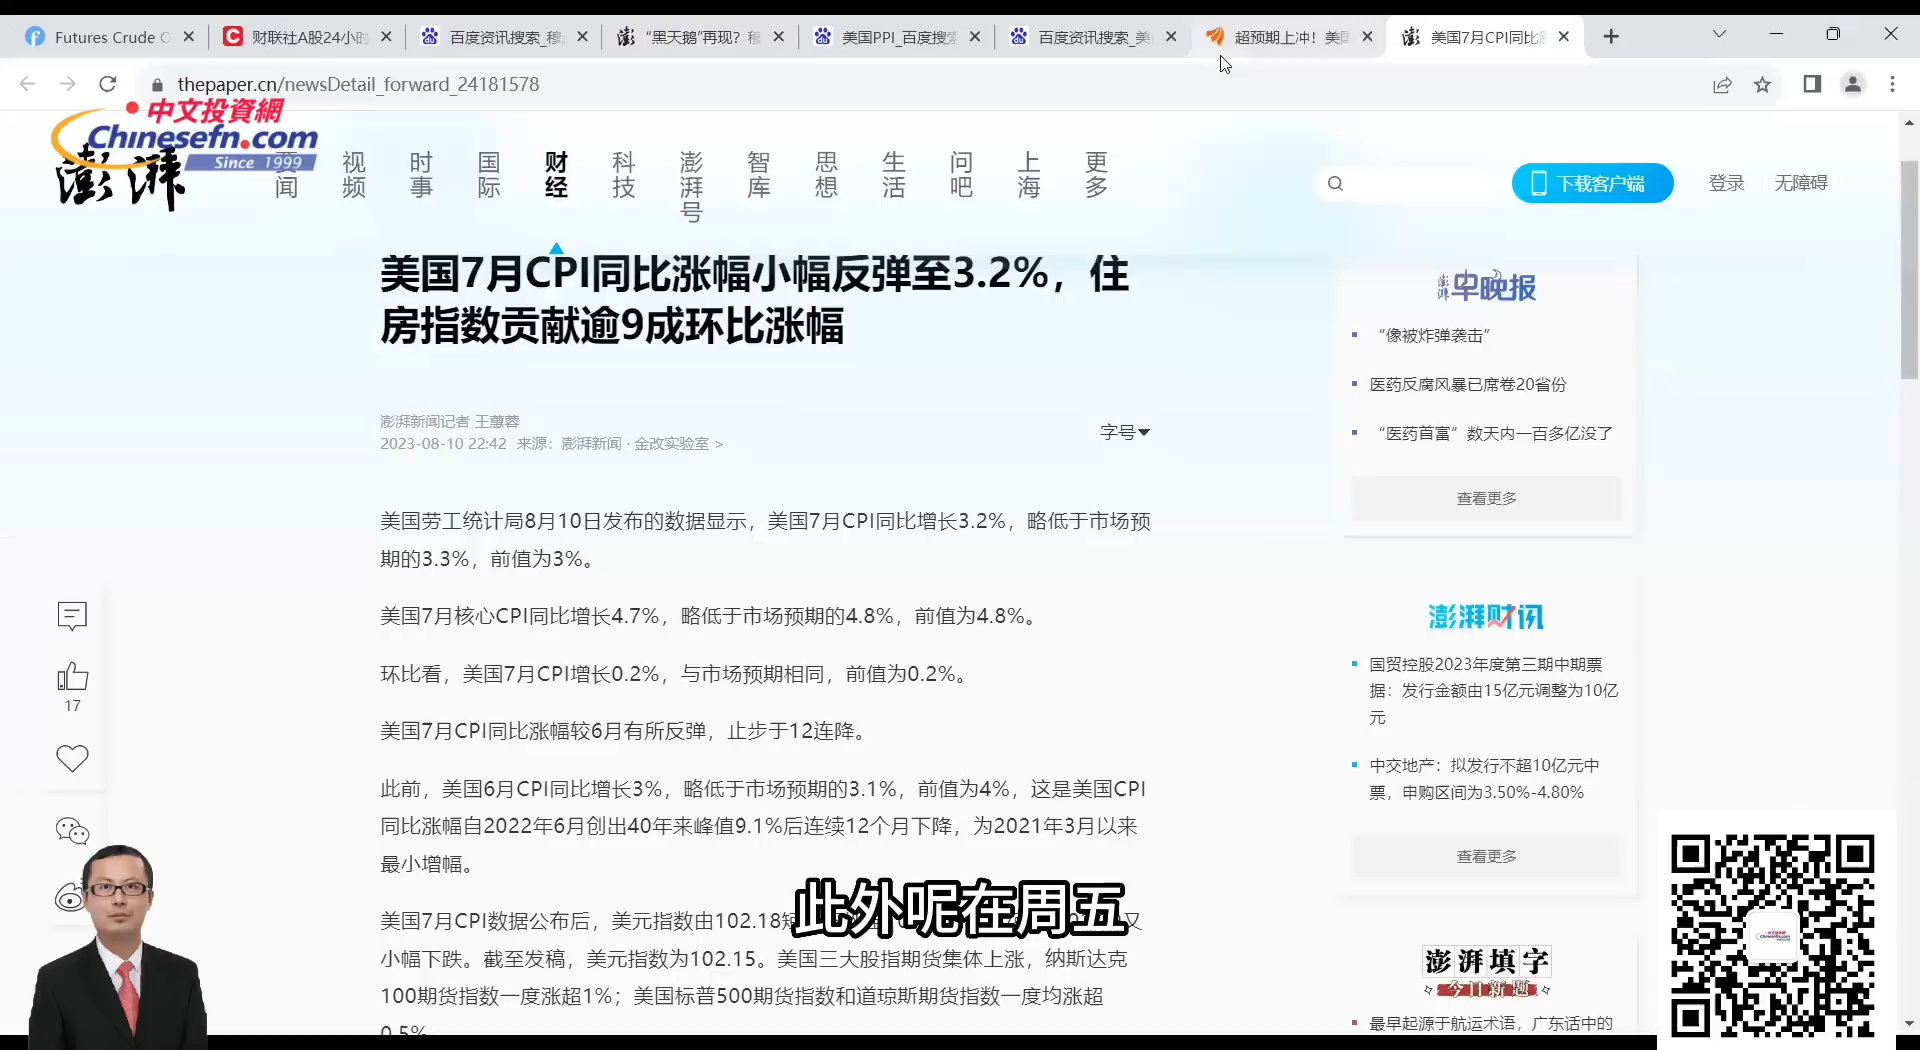 Futures Crude O
财联社A股24小时
百度资讯搜索_穆
“黑天鹅”再现？穆
美国PPI_百度搜索
百度资讯搜索_美
超预期上冲！美国
美国7月CPI同比涨
thepaper.cn/newsDetail_forward_24181578
中文投資網
Chinesefn.com
Since 1999
澎湃
要闻
视频
时事
国际
财经
科技
澎湃号
智库
思想
生活
问吧
上海
更多
下载客户端
登录
无障碍
美国7月CPI同比涨幅小幅反弹至3.2%，住
房指数贡献逾9成环比涨幅
澎湃新闻记者 王蕙蓉
2023-08-10 22:42 来源：澎湃新闻 · 金改实验室 >
字号
美国劳工统计局8月10日发布的数据显示，美国7月CPI同比增长3.2%，略低于市场预
期的3.3%，前值为3%。
美国7月核心CPI同比增长4.7%，略低于市场预期的4.8%，前值为4.8%。
环比看，美国7月CPI增长0.2%，与市场预期相同，前值为0.2%。
美国7月CPI同比涨幅较6月有所反弹，止步于12连降。
此前，美国6月CPI同比增长3%，略低于市场预期的3.1%，前值为4%，这是美国CPI
同比涨幅自2022年6月创出40年来峰值9.1%后连续12个月下降，为2021年3月以来
最小增幅。
美国7月CPI数据公布后，美元指数由102.18短
又
小幅下跌。截至发稿，美元指数为102.15。美国三大股指期货集体上涨，纳斯达克
100期货指数一度涨超1%；美国标普500期货指数和道琼斯期货指数一度均涨超
0.5%
17
此外呢在周五
澎湃早晚报
“像被炸弹袭击”
医药反腐风暴已席卷20省份
“医药首富”数天内一百多亿没了
查看更多
澎湃财讯
国贸控股2023年度第三期中期票
据：发行金额由15亿元调整为10亿
元
中交地产：拟发行不超10亿元中
票，申购区间为3.50%-4.80%
查看更多
澎湃填字
今日新题
最早起源于航运术语，广东话中的